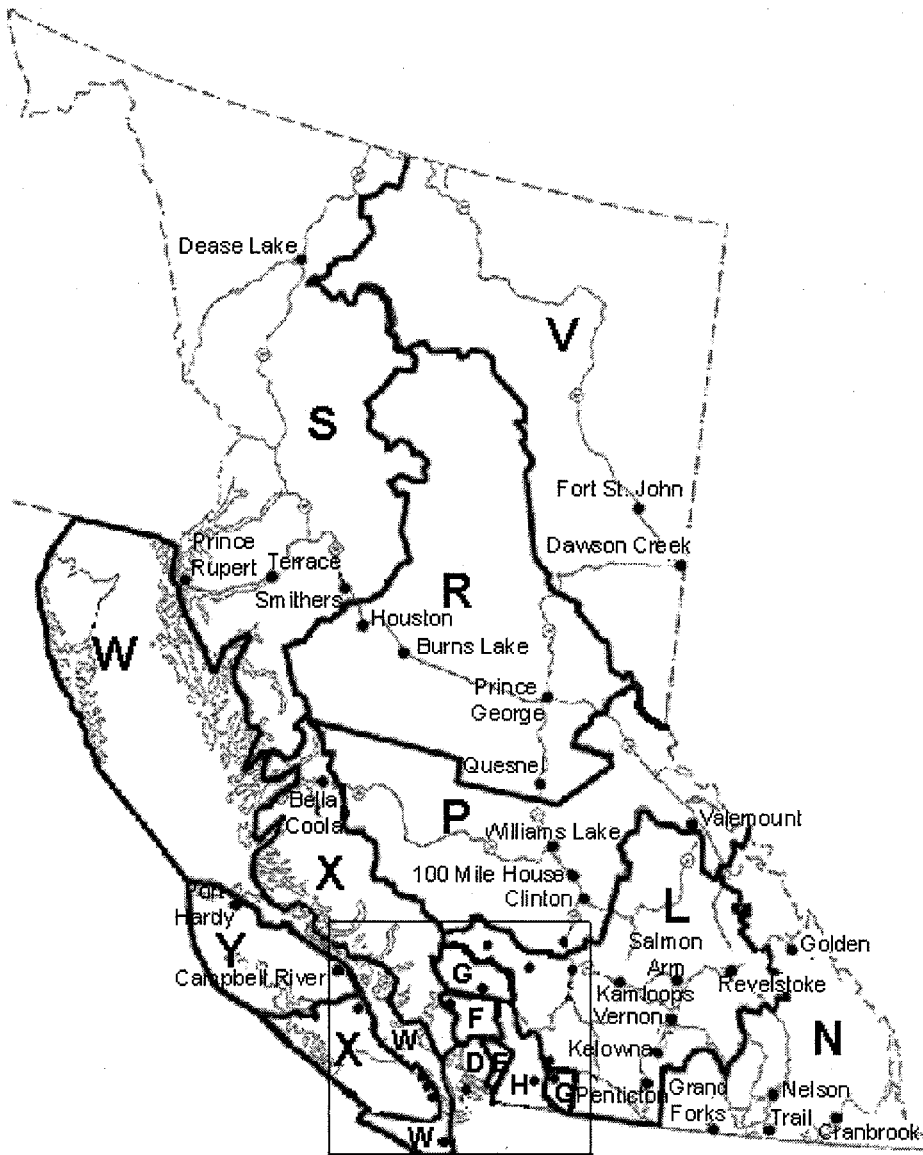 Dease Lake
V
S
Fort St. John
Dawson Creek
Prince
Rupert
Terrace
Smithers
R
Houston
Burns Lake
W
Prince
George
Quesnel
Bella
Coola
P
Valemount
Williams Lake
100 Mile House
Clinton
X
L
Port
Hardy
Y
Salmon
Arm
Golden
Campbell River
G
Kamloops
Revelstoke
Vernon
F
X
W
N
Kelowna
D
E
H
G
Penticton
Grand
Forks
Nelson
Trail
Cranbrook
W